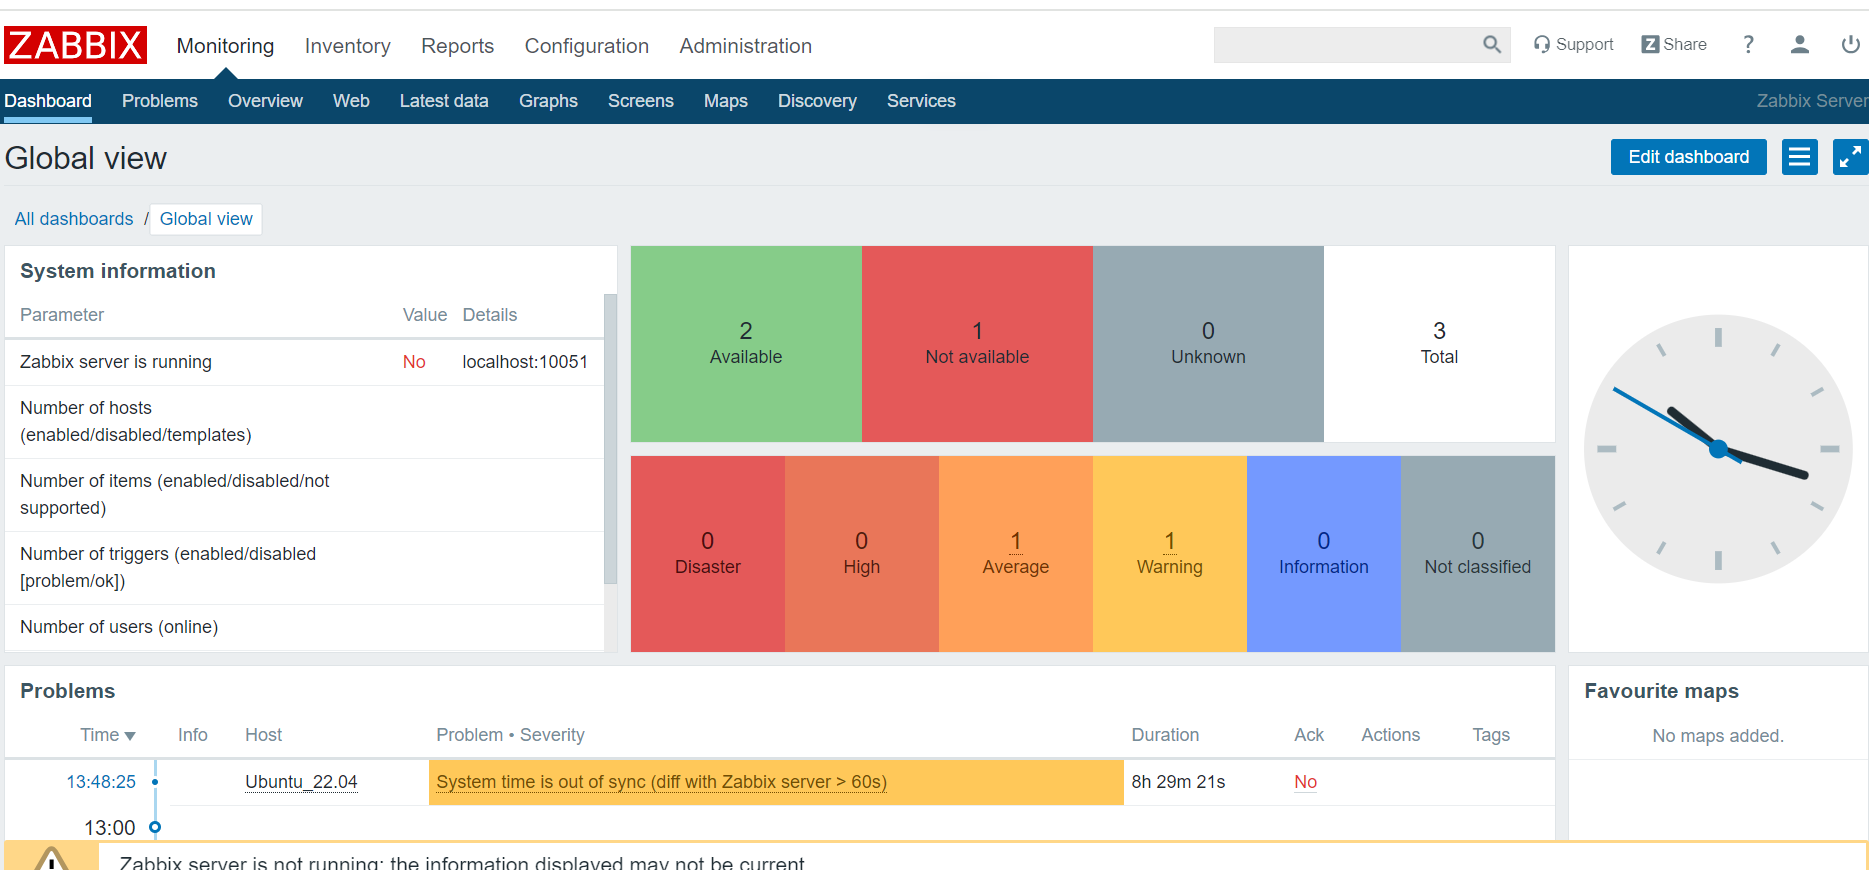 ZABBIX Monitoring Inventory Reports Configuration Administration Support Z Share ?
Dashboard Problems Overview Web Latest data Graphs Screens Maps Discovery Services Zabbix Server
Global view Edit dashboard
All dashboards / Global view
System information
Parameter Value Details
Zabbix server is running No localhost:10051
Number of hosts
(enabled/disabled/templates)
Number of items (enabled/disabled/not
supported)
Number of triggers (enabled/disabled
[problem/ok])
Number of users (online)
2
Available
1
Not available
0
Unknown
3
Total
0
Disaster
0
High
1
Average
1
Warning
0
Information
0
Not classified
Problems
Time Info Host Problem • Severity Duration Ack Actions Tags
13:48:25 Ubuntu_22.04 System time is out of sync (diff with Zabbix server > 60s) 8h 29m 21s No
13:00
Favourite maps
No maps added.
Zabbix server is not running: the information displayed may not be current